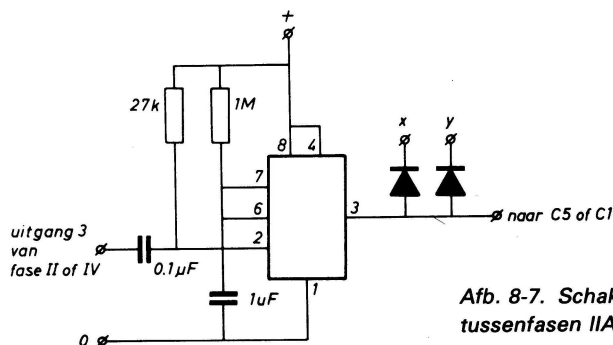 +
27k
1M
8 4
x y
7
6
2
3
1
naar C5 of C1
uitgang 3
van
fase II of IV
0.1µF
1uF
0
Afb. 8-7. Schak
tussenfasen IIA